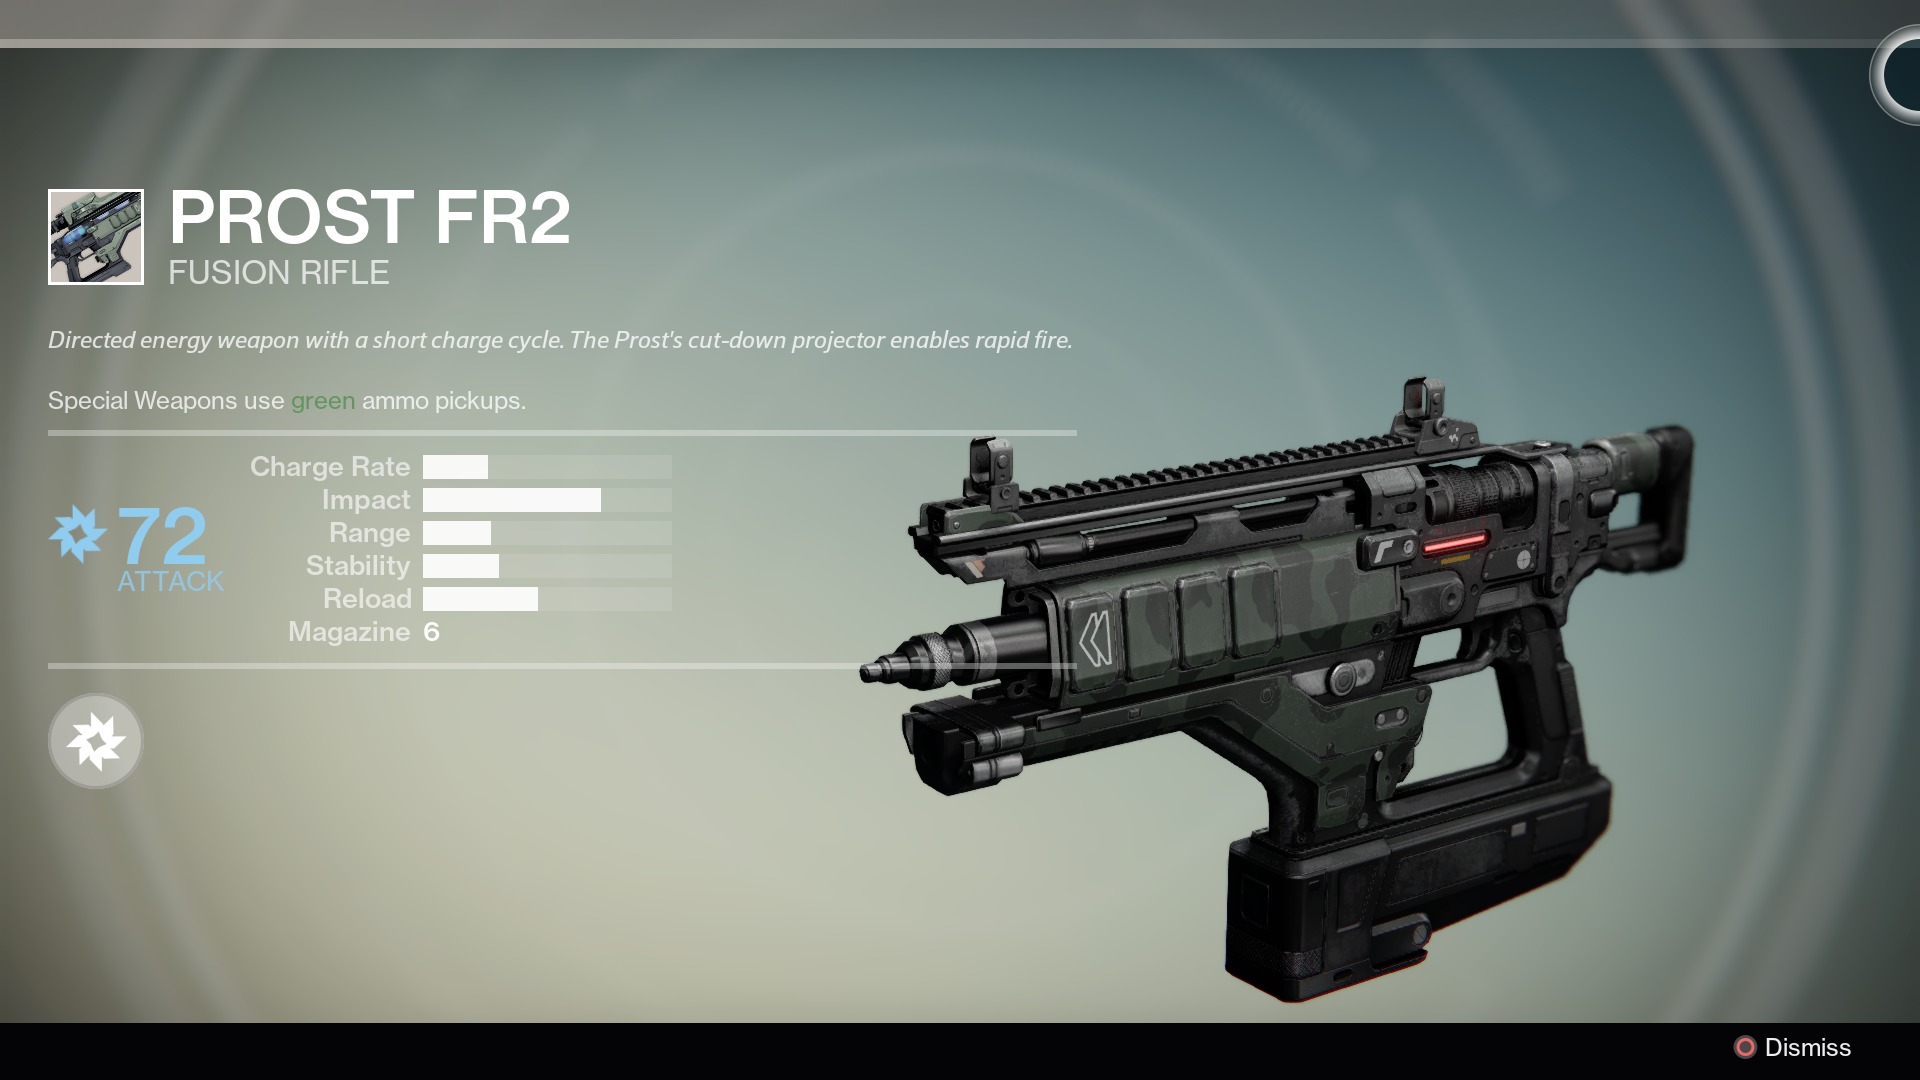 PROST FR2
FUSION RIFLE
Directed energy weapon with a short charge cycle. The Prost's cut-down projector enables rapid fire.
Special Weapons use green ammo pickups.
72
ATTACK
Charge Rate
Impact
Range
Stability
Reload
Magazine 6
Dismiss